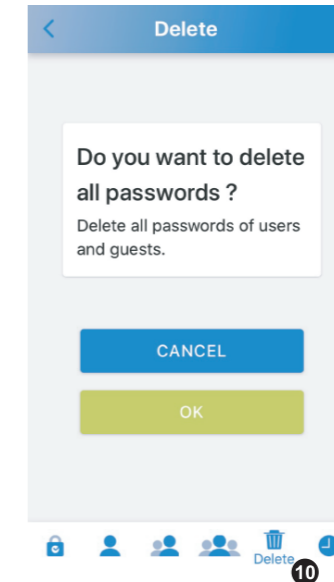 Delete
Do you want to delete
all passwords ?
Delete all passwords of users
and guests.
CANCEL
OK
Delete
10